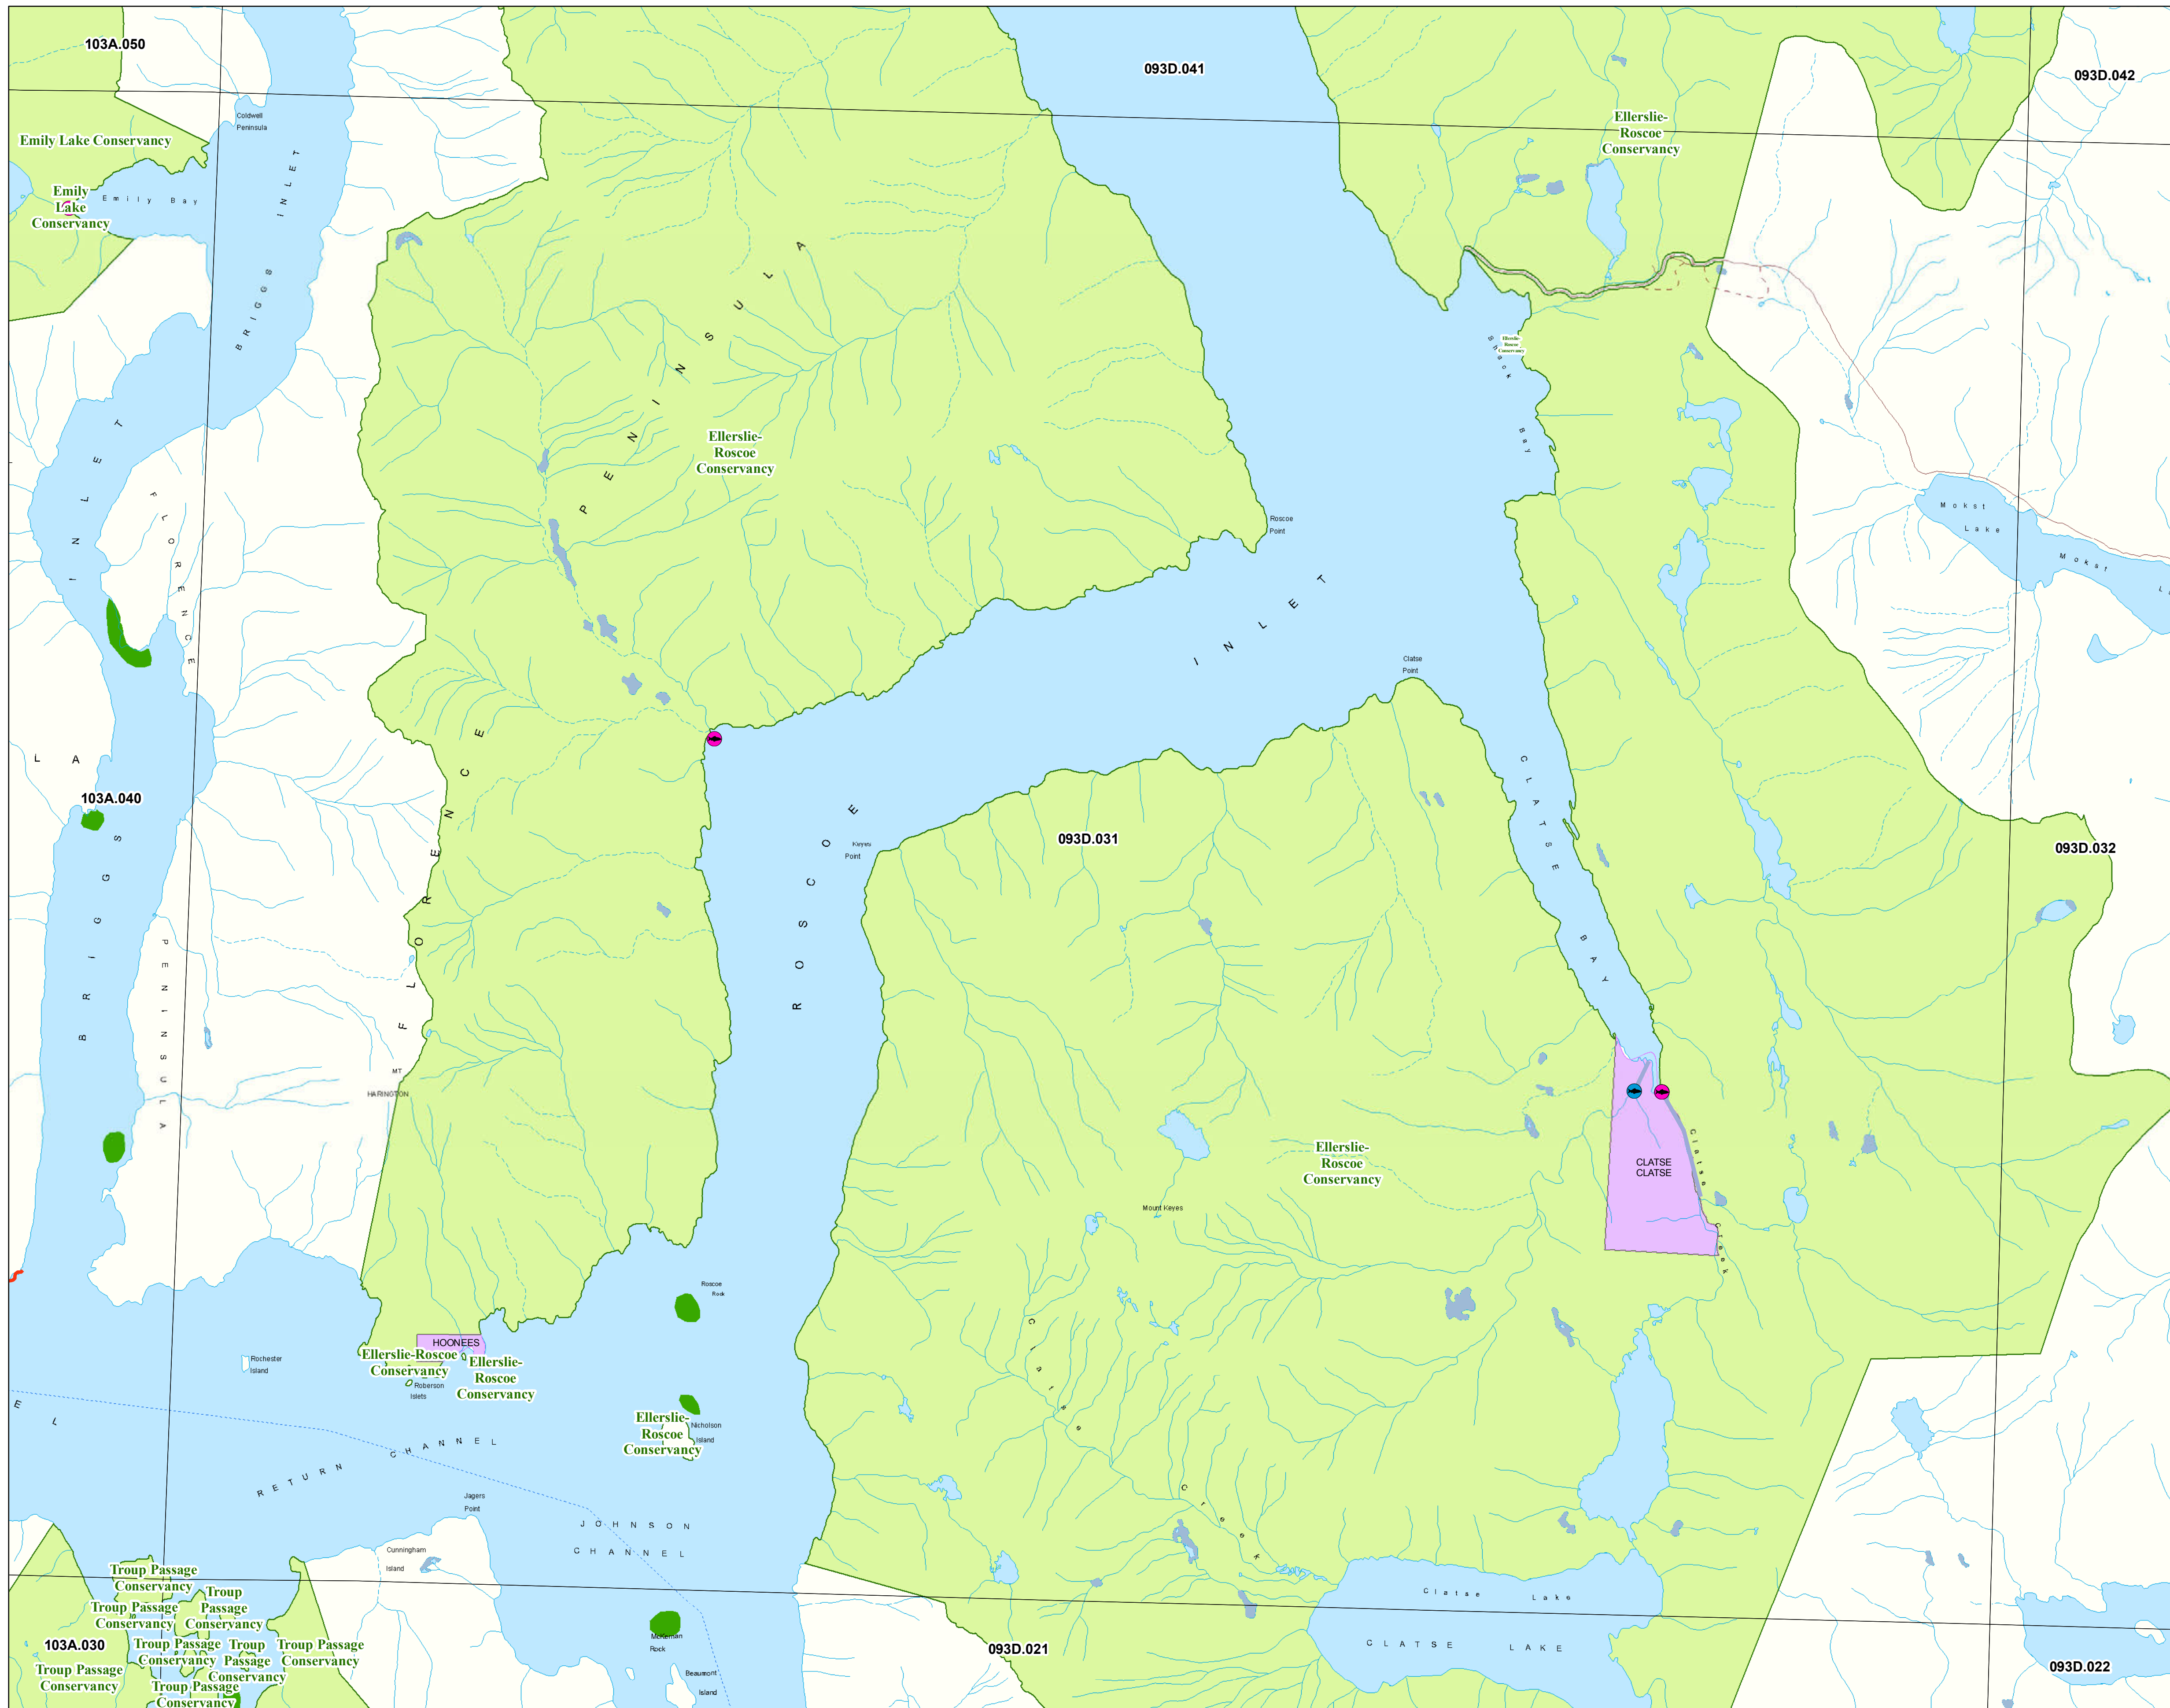 103A.050
093D.041
093D.042
Coldwell
Peninsula
Emily Lake Conservancy
Ellerslie-
Roscoe
Conservancy
Emily
Lake
Conservancy
Emily Bay
BRIGGS INLET
Ellerslie-
Roscoe
Conservancy
Bay
Ellerslie-
Roscoe
Conservancy
FLORENCE PENINSULA
BRIGGS INLET
FLORENCE PENINSULA
Roscoe
Point
Mokst
Lake
Mokst L
ROSCOE INLET
Clatse
Point
LA
103A.040
CLATSE BAY
Keyes
Point
093D.031
093D.032
MT
HARINGTON
CLATSE
CLATSE
Clatse Creek
Ellerslie-
Roscoe
Conservancy
Mount Keyes
Roscoe
Rock
HOONEES
Ellerslie-Roscoe
Conservancy
Ellerslie-
Roscoe
Conservancy
Rochester
Island
Roberson
Islets
Ellerslie-
Roscoe
Conservancy
Nicholson
Island
EL
RETURN CHANNEL
Clatse Creek
Jagers
Point
JOHNSON
CHANNEL
Cunningham
Island
Troup Passage
Conservancy
Troup
Passage
Conservancy
Troup Passage
Conservancy
Clatse Lake
CLATSE LAKE
103A.030
Troup Passage
Conservancy
Troup
Passage
Conservancy
Troup Passage
Conservancy
Troup Passage
Conservancy
Troup Passage
Conservancy
McKernan
Rock
Beaumont
Island
093D.021
093D.022